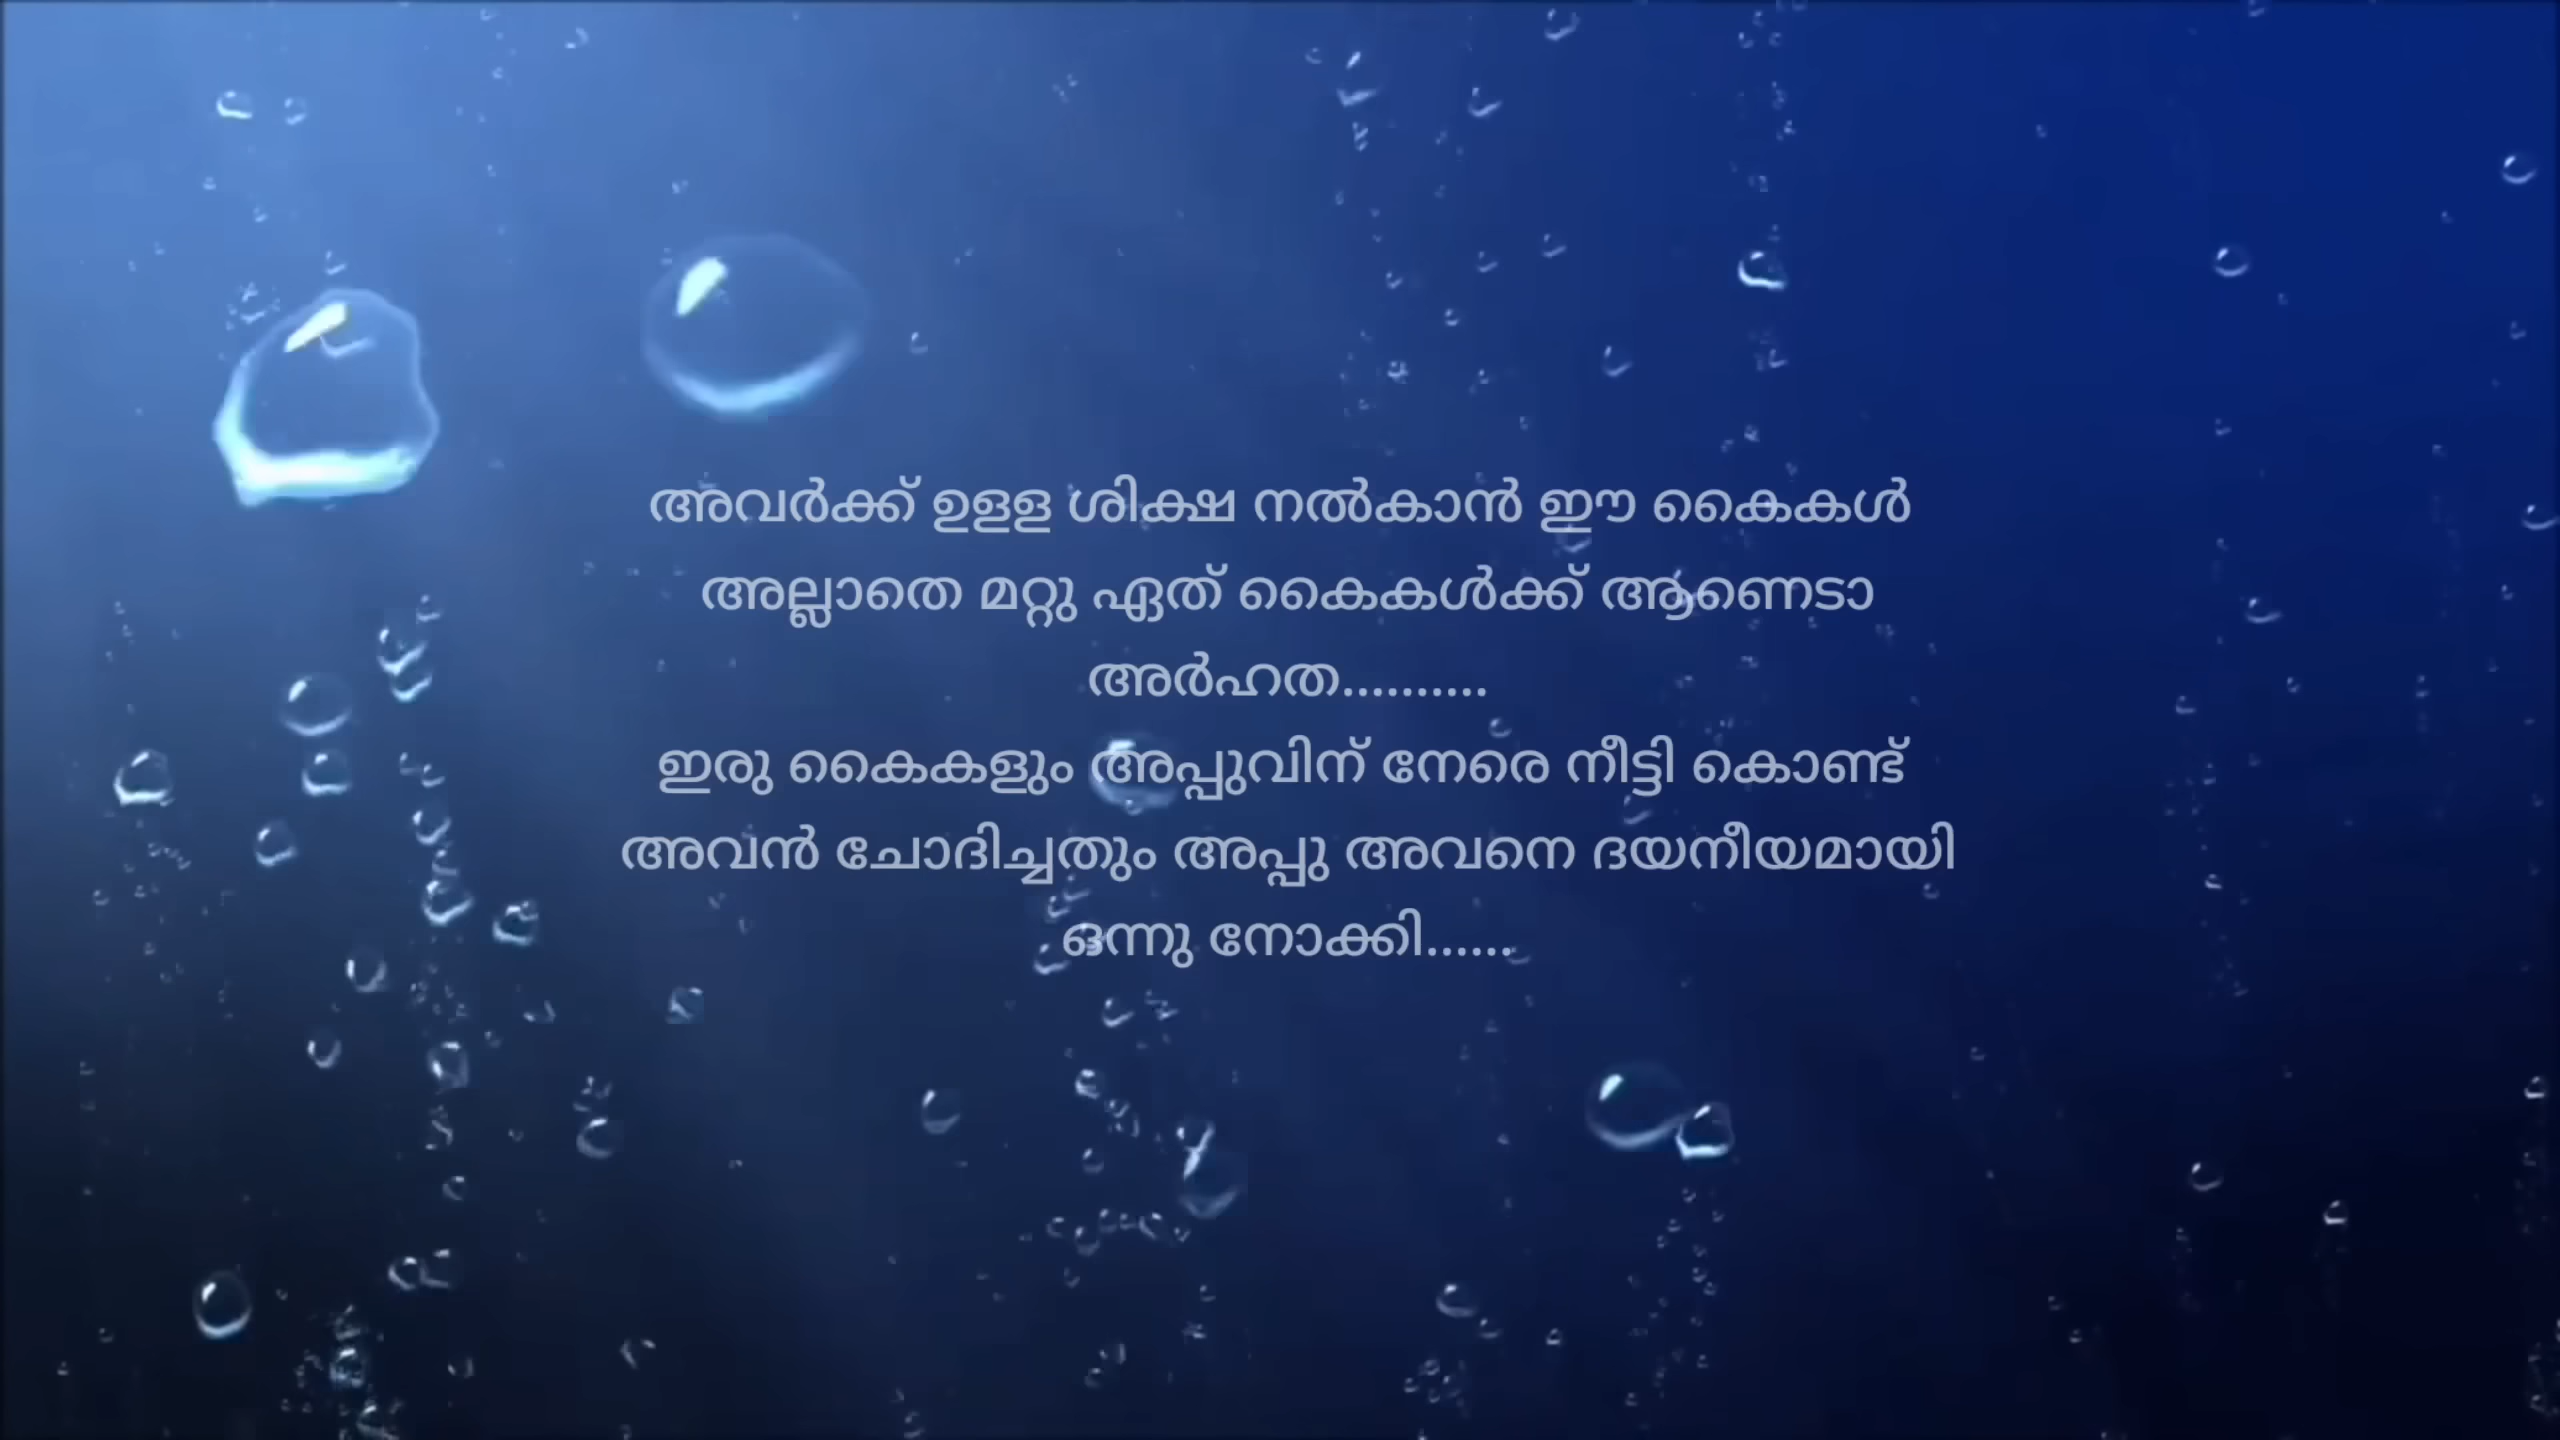 അവർക്ക് ഉളള ശിക്ഷ നൽകാൻ ഈ കൈകൾ
അല്ലാതെ മറ്റു ഏത് കൈകൾക്ക് ആണെടാ
അർഹത..........
ഇരു കൈകളും അപ്പുവിന് നേരെ നീട്ടി കൊണ്ട്
അവൻ ചോദിച്ചതും അപ്പു അവനെ ദയനീയമായി
ഒന്നു നോക്കി......